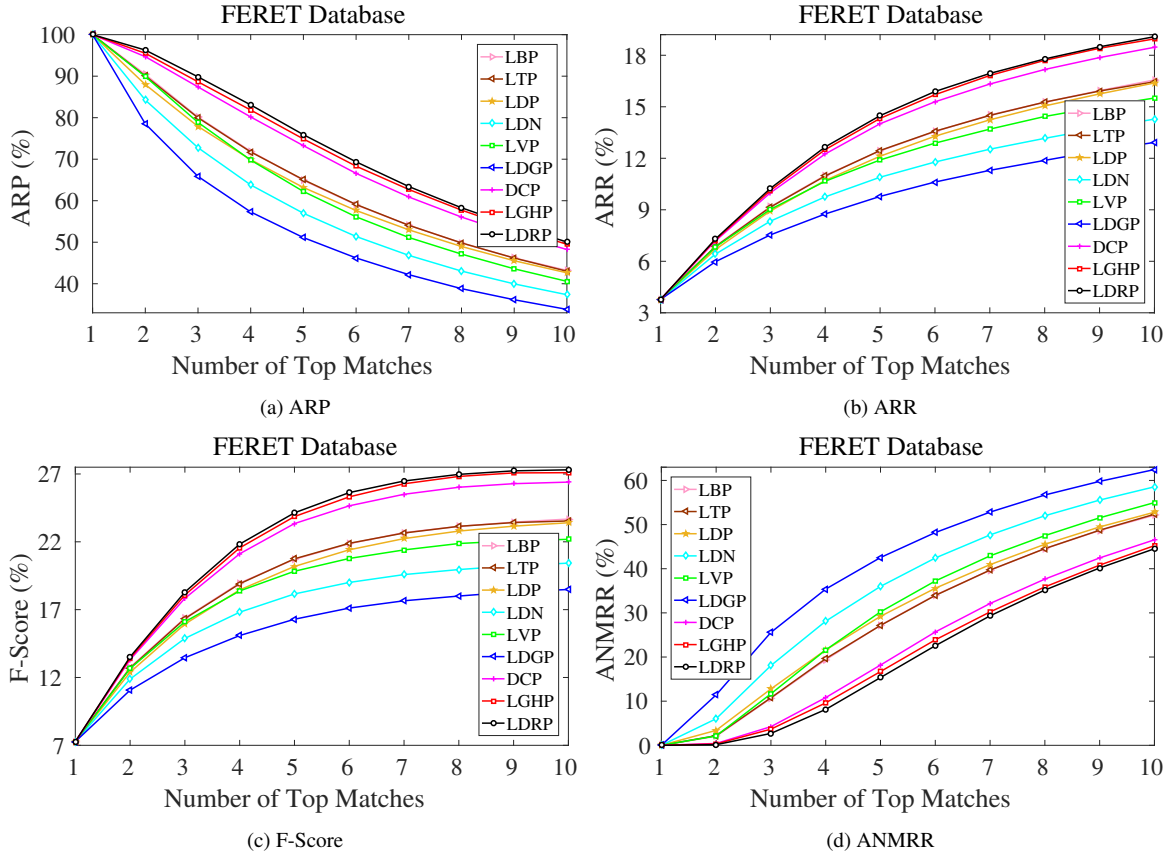 FERET Database
100
90
80
70
60
50
40
ARP (%)
LBP
LTP
LDP
LDN
LVP
LDGP
DCP
LGHP
LDRP
1 2 3 4 5 6 7 8 9 10
Number of Top Matches
(a) ARP
FERET Database
18
15
12
9
6
3
ARR (%)
LBP
LTP
LDP
LDN
LVP
LDGP
DCP
LGHP
LDRP
1 2 3 4 5 6 7 8 9 10
Number of Top Matches
(b) ARR
FERET Database
27
22
17
12
7
F-Score (%)
LBP
LTP
LDP
LDN
LVP
LDGP
DCP
LGHP
LDRP
1 2 3 4 5 6 7 8 9 10
Number of Top Matches
(c) F-Score
FERET Database
60
50
40
30
20
10
0
ANMRR (%)
LBP
LTP
LDP
LDN
LVP
LDGP
DCP
LGHP
LDRP
1 2 3 4 5 6 7 8 9 10
Number of Top Matches
(d) ANMRR